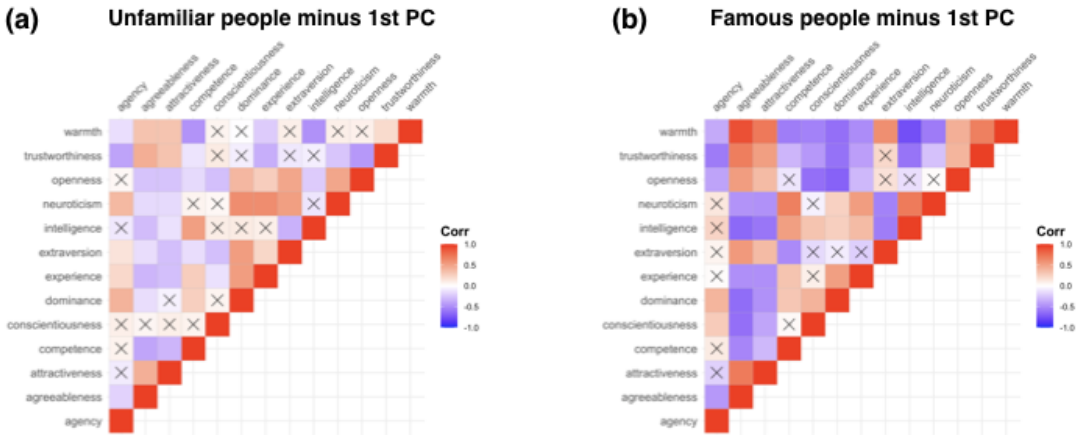 (a) Unfamiliar people minus 1st PC
agency
agreeableness
attractiveness
competence
conscientiousness
dominance
experience
extraversion
intelligence
neuroticism
openness
trustworthiness
warmth
warmth
trustworthiness
openness
neuroticism
intelligence
extraversion
experience
dominance
conscientiousness
competence
attractiveness
agreeableness
agency
Corr
1.0
0.5
0.0
-0.5
-1.0
(b) Famous people minus 1st PC
agency
agreeableness
attractiveness
competence
conscientiousness
dominance
experience
extraversion
intelligence
neuroticism
openness
trustworthiness
warmth
warmth
trustworthiness
openness
neuroticism
intelligence
extraversion
experience
dominance
conscientiousness
competence
attractiveness
agreeableness
agency
Corr
1.0
0.5
0.0
-0.5
-1.0